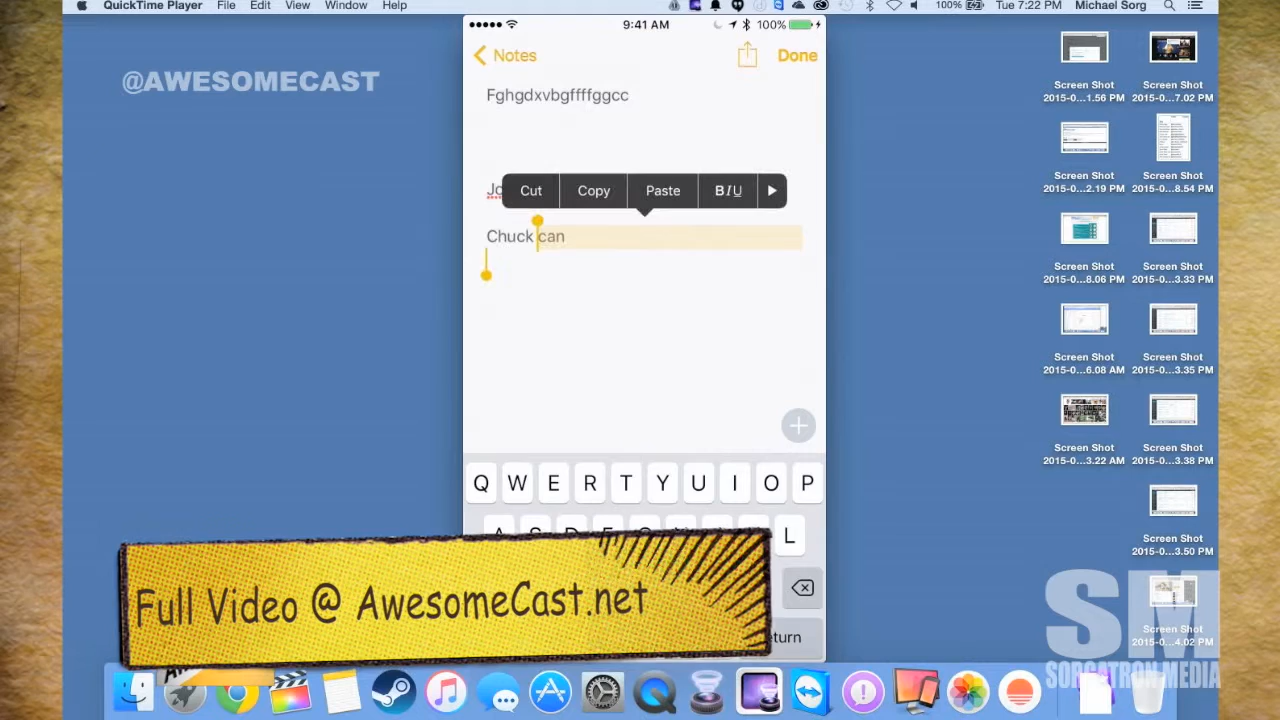 QuickTime Player File Edit View Window Help 100% Tue 7:22 PM Michael Sorg
9:41 AM 100%
@AWESOMECAST
Notes Done
Fghgdxvbgffffggcc
Cut Copy Paste BIU
Chuck can
Q W E R T Y U I O P
L
Full Video @ AwesomeCast.net
Screen Shot
2015-0...1.56 PM
Screen Shot
2015-0...7.02 PM
Screen Shot
2015-0...2.19 PM
Screen Shot
2015-0...8.54 PM
Screen Shot
2015-0...8.06 PM
Screen Shot
2015-0...3.33 PM
Screen Shot
2015-0...6.08 AM
Screen Shot
2015-0...3.35 PM
Screen Shot
2015-0...3.22 AM
Screen Shot
2015-0...3.38 PM
Screen Shot
2015-0...3.50 PM
Screen Shot
2015-0...4.02 PM
SM
SORGATRON MEDIA